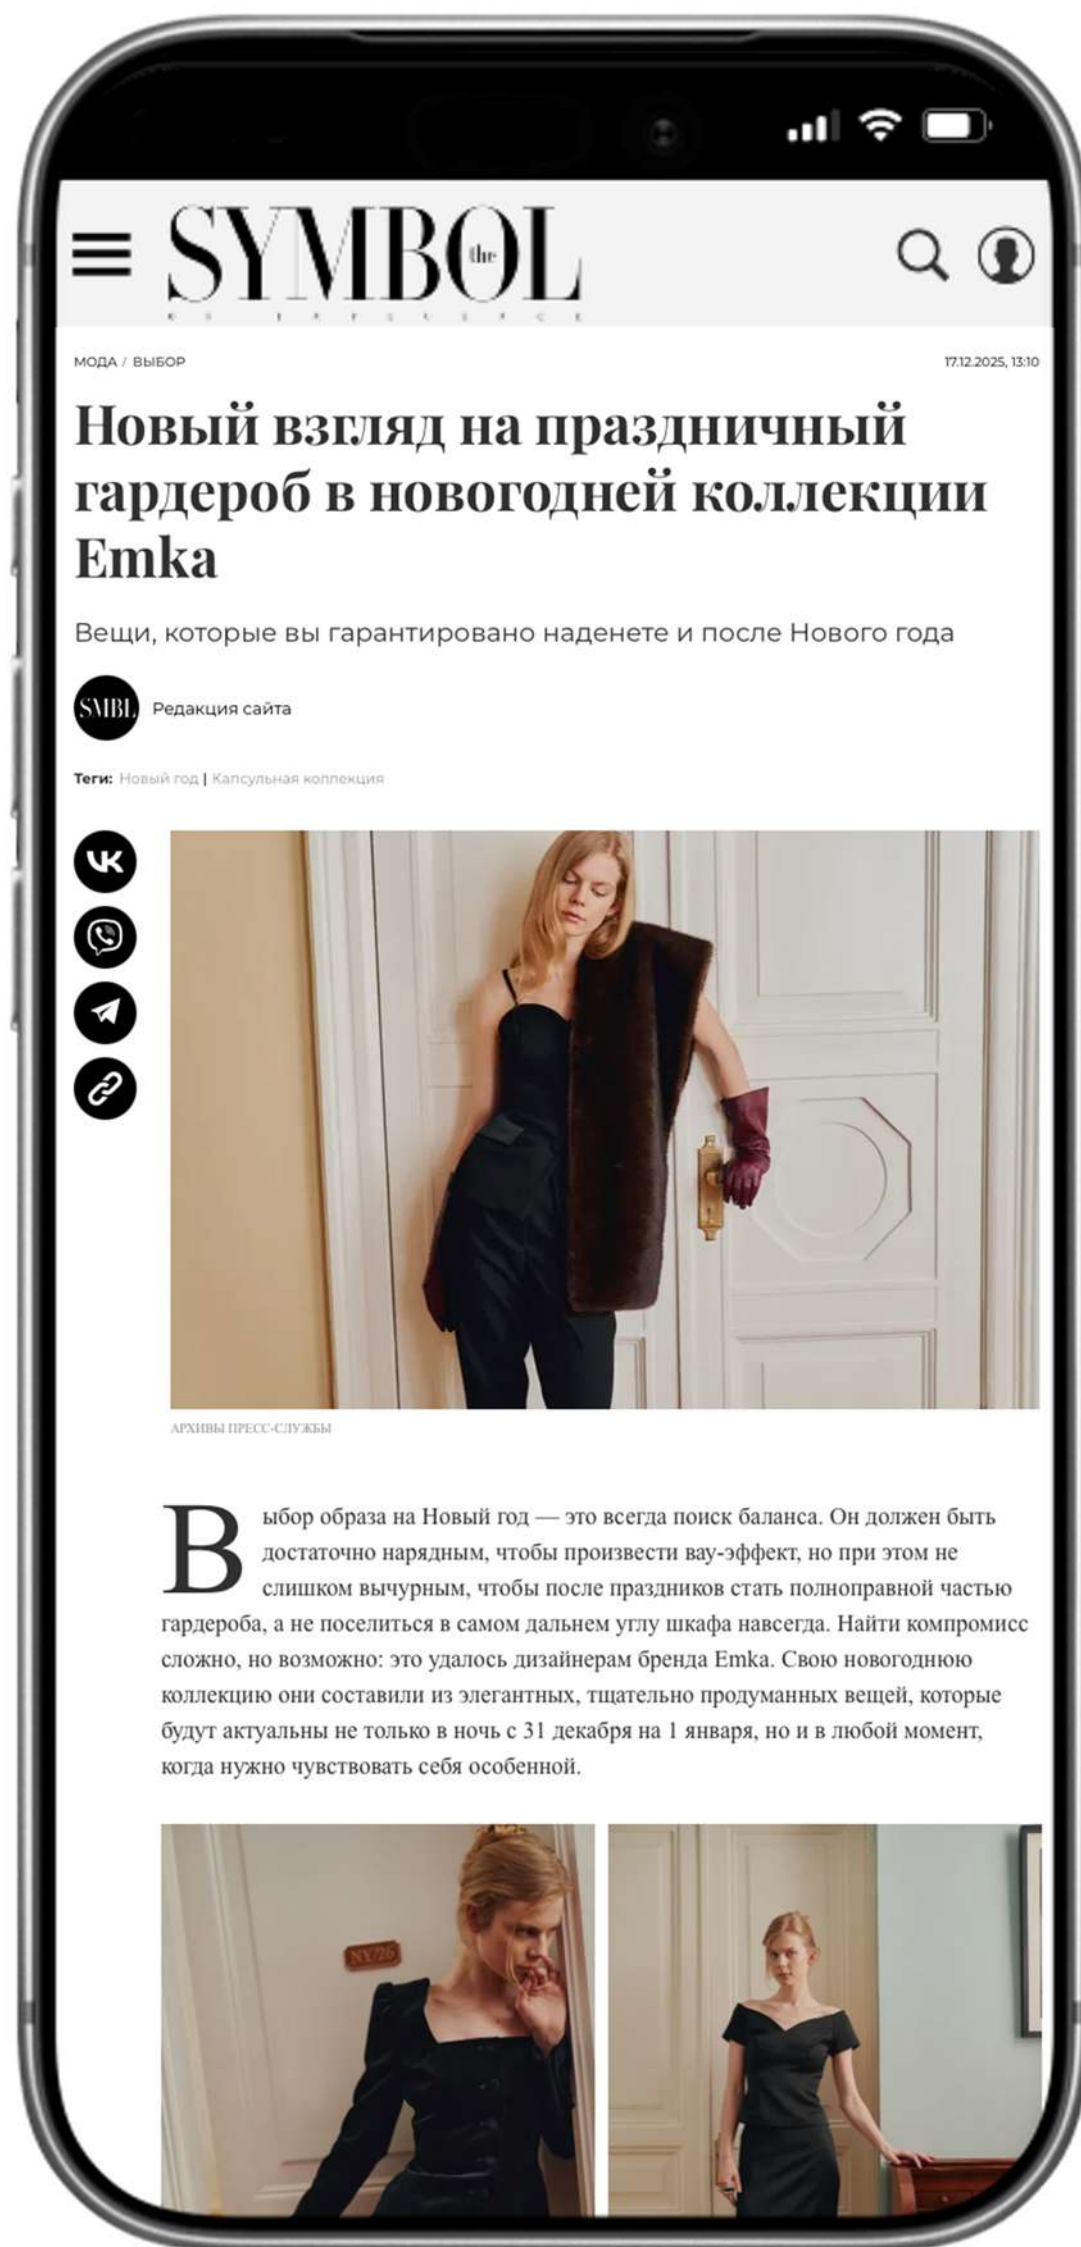 SYMBOL
the
МОДА / ВЫБОР
17.12.2025, 13:10
Новый взгляд на праздничный
гардероб в новогодней коллекции
Emka
Вещи, которые вы гарантировано наденете и после Нового года
SMBL
Редакция сайта
Теги: Новый год | Капсульная коллекция
АРХИВЫ ПРЕСС-СЛУЖБЫ
Выбор образа на Новый год — это всегда поиск баланса. Он должен быть
достаточно нарядным, чтобы произвести вау-эффект, но при этом не
слишком вычурным, чтобы после праздников стать полноправной частью
гардероба, а не поселиться в самом дальнем углу шкафа навсегда. Найти компромисс
сложно, но возможно: это удалось дизайнерам бренда Emka. Свою новогоднюю
коллекцию они составили из элегантных, тщательно продуманных вещей, которые
будут актуальны не только в ночь с 31 декабря на 1 января, но и в любой момент,
когда нужно чувствовать себя особенной.
NY'26